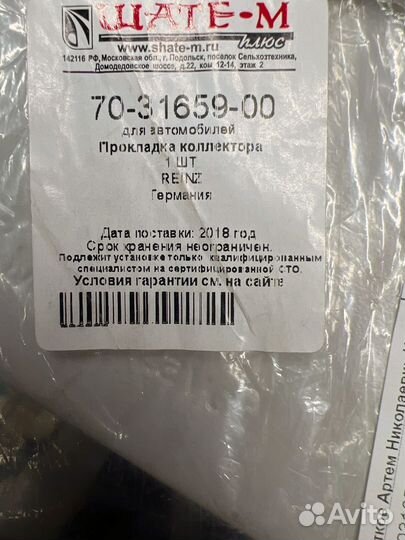 ШАТЕ-М
плюс
www.shate-m.ru
142116 РФ, Московская обл., г. Подольск, поселок Сельхозтехника,
Домодедовское шоссе, д.22, ком 12-14, этаж 2
70-31659-00
для автомобилей
Прокладка коллектора
1 ШТ
REINZ
Германия
Дата поставки: 2018 год
Срок хранения неограничен.
Подлежит установке только квалифицированным
специалистом на сертифицированной СТО.
Условия гарантии см. на сайте
Артем Николаевич
Avito